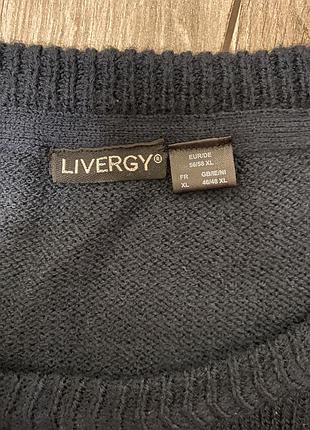 LIVERGY®
EUR/DE
56/58 XL
FR GB/IE/NI
XL 46/48 XL